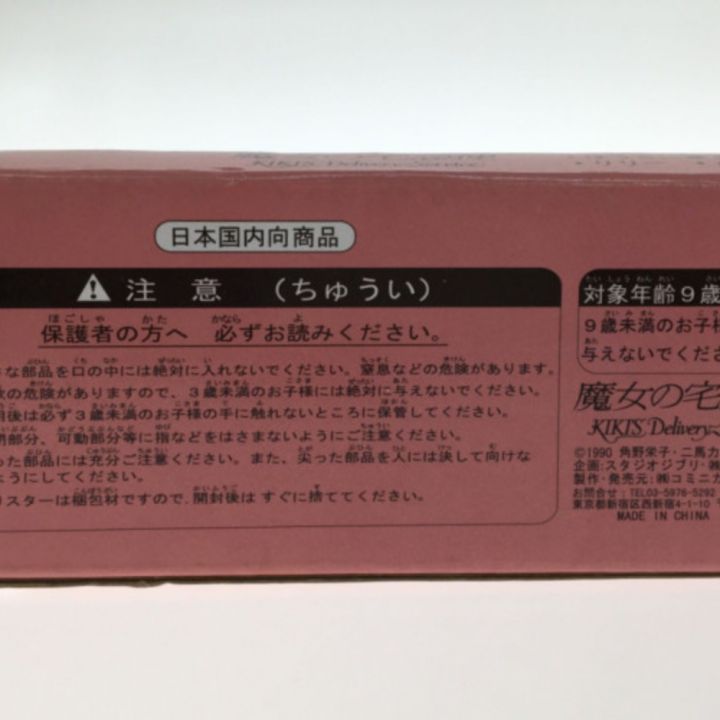 KIKIS Delivery Service
日本国内向商品
注意 （ちゅうい）
保護者の方へ 必ずお読みください。
な部品を口の中には絶対に入れないでください。窒息などの危険があります。
飲の危険がありますので、３歳未満のお子様には絶対に与えないでください。
後は必ず３歳未満のお子様の手に触れないところに保管してください。
部分、可動部分等に指などをはさまないようにご注意ください。
った部品には充分ご注意ください。また、尖った部品を人には決して向けな
ようにしてください。
リスターは梱包材ですので、開封後は すぐに捨ててください。
対象年齢９歳
９歳未満のお子様
与えないでくださ
魔女の宅
KIKIS Delivery
©1990 角野栄子・二馬力
企画：スタジオジブリ・㈱
製作・発売元：㈱コミニカ
お問合せ：TEL03-5976-5292
東京都新宿区西新宿4-1-10
MADE IN CHINA